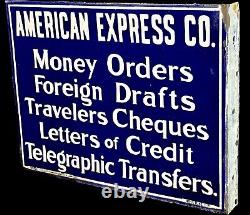 AMERICAN EXPRESS CO.
Money Orders
Foreign Drafts
Travelers Cheques
Letters of Credit
Telegraphic Transfers.